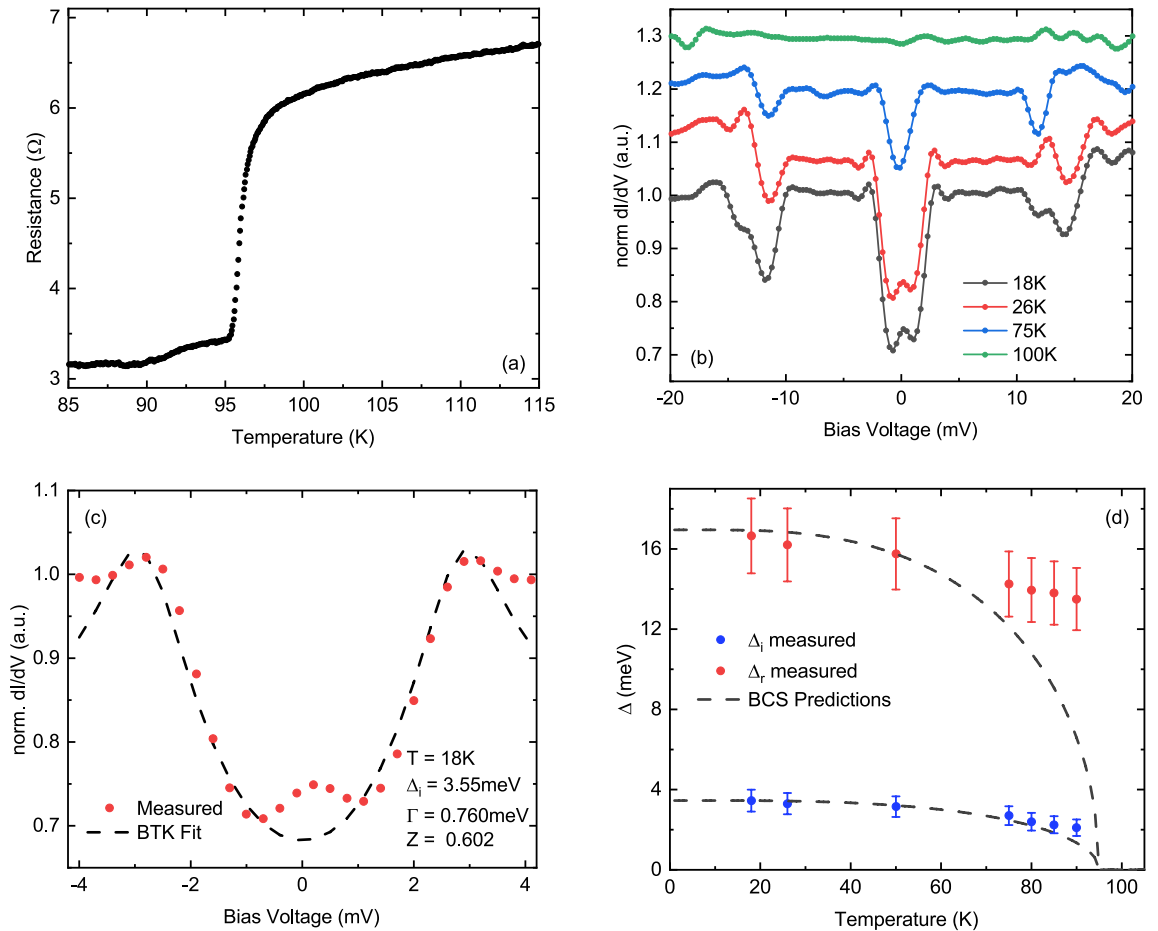 7
6
5
4
3
Resistance (Ω)
(a)
85 90 95 100 105 110 115
Temperature (K)
1.3
1.2
1.1
1.0
0.9
0.8
0.7
norm dI/dV (a.u.)
18K
26K
75K
100K
(b)
-20 -10 0 10 20
Bias Voltage (mV)
1.1
1.0
0.9
0.8
0.7
norm. dI/dV (a.u.)
(c)
Measured
BTK Fit
T = 18K
Δi = 3.55meV
Γ = 0.760meV
Z = 0.602
-4 -2 0 2 4
Bias Voltage (mV)
16
12
8
4
0
Δ (meV)
(d)
Δi measured
Δr measured
BCS Predictions
0 20 40 60 80 100
Temperature (K)